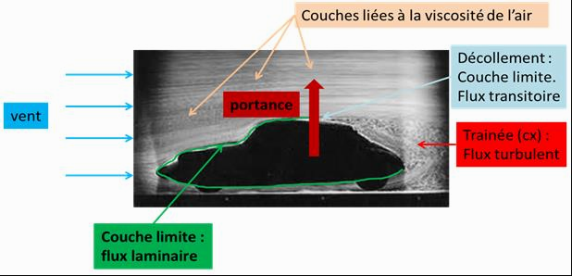 Couches liées à la viscosité de l'air
Décollement :
Couche limite.
Flux transitoire
portance
vent
Trainée (cx) :
Flux turbulent
Couche limite :
flux laminaire